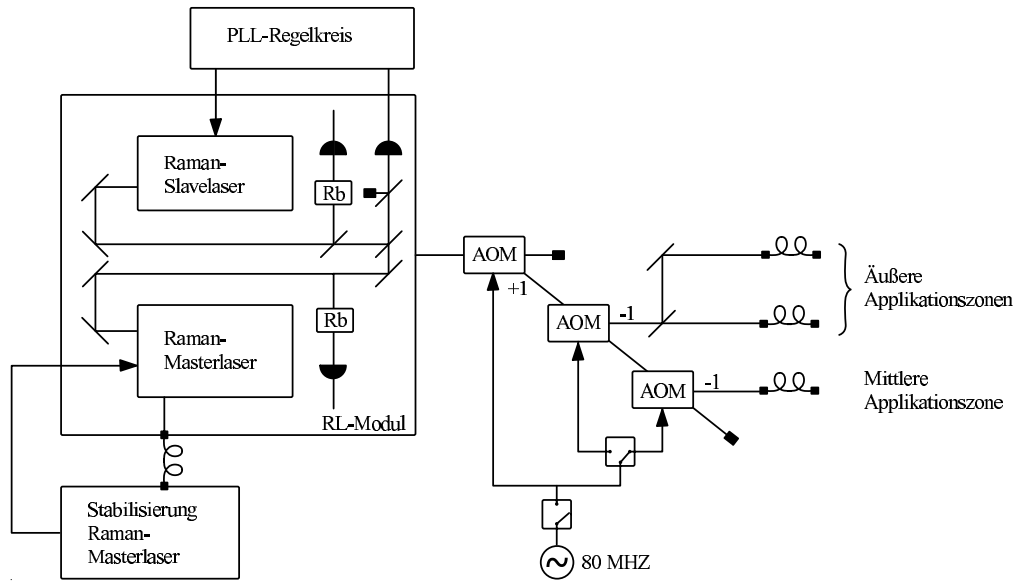 PLL-Regelkreis
Raman-
Slavelaser
Rb
Raman-
Masterlaser
Rb
RL-Modul
Stabilisierung
Raman-
Masterlaser
AOM
+1
AOM
-1
AOM
-1
80 MHZ
Äußere
Applikationszonen
Mittlere
Applikationszone